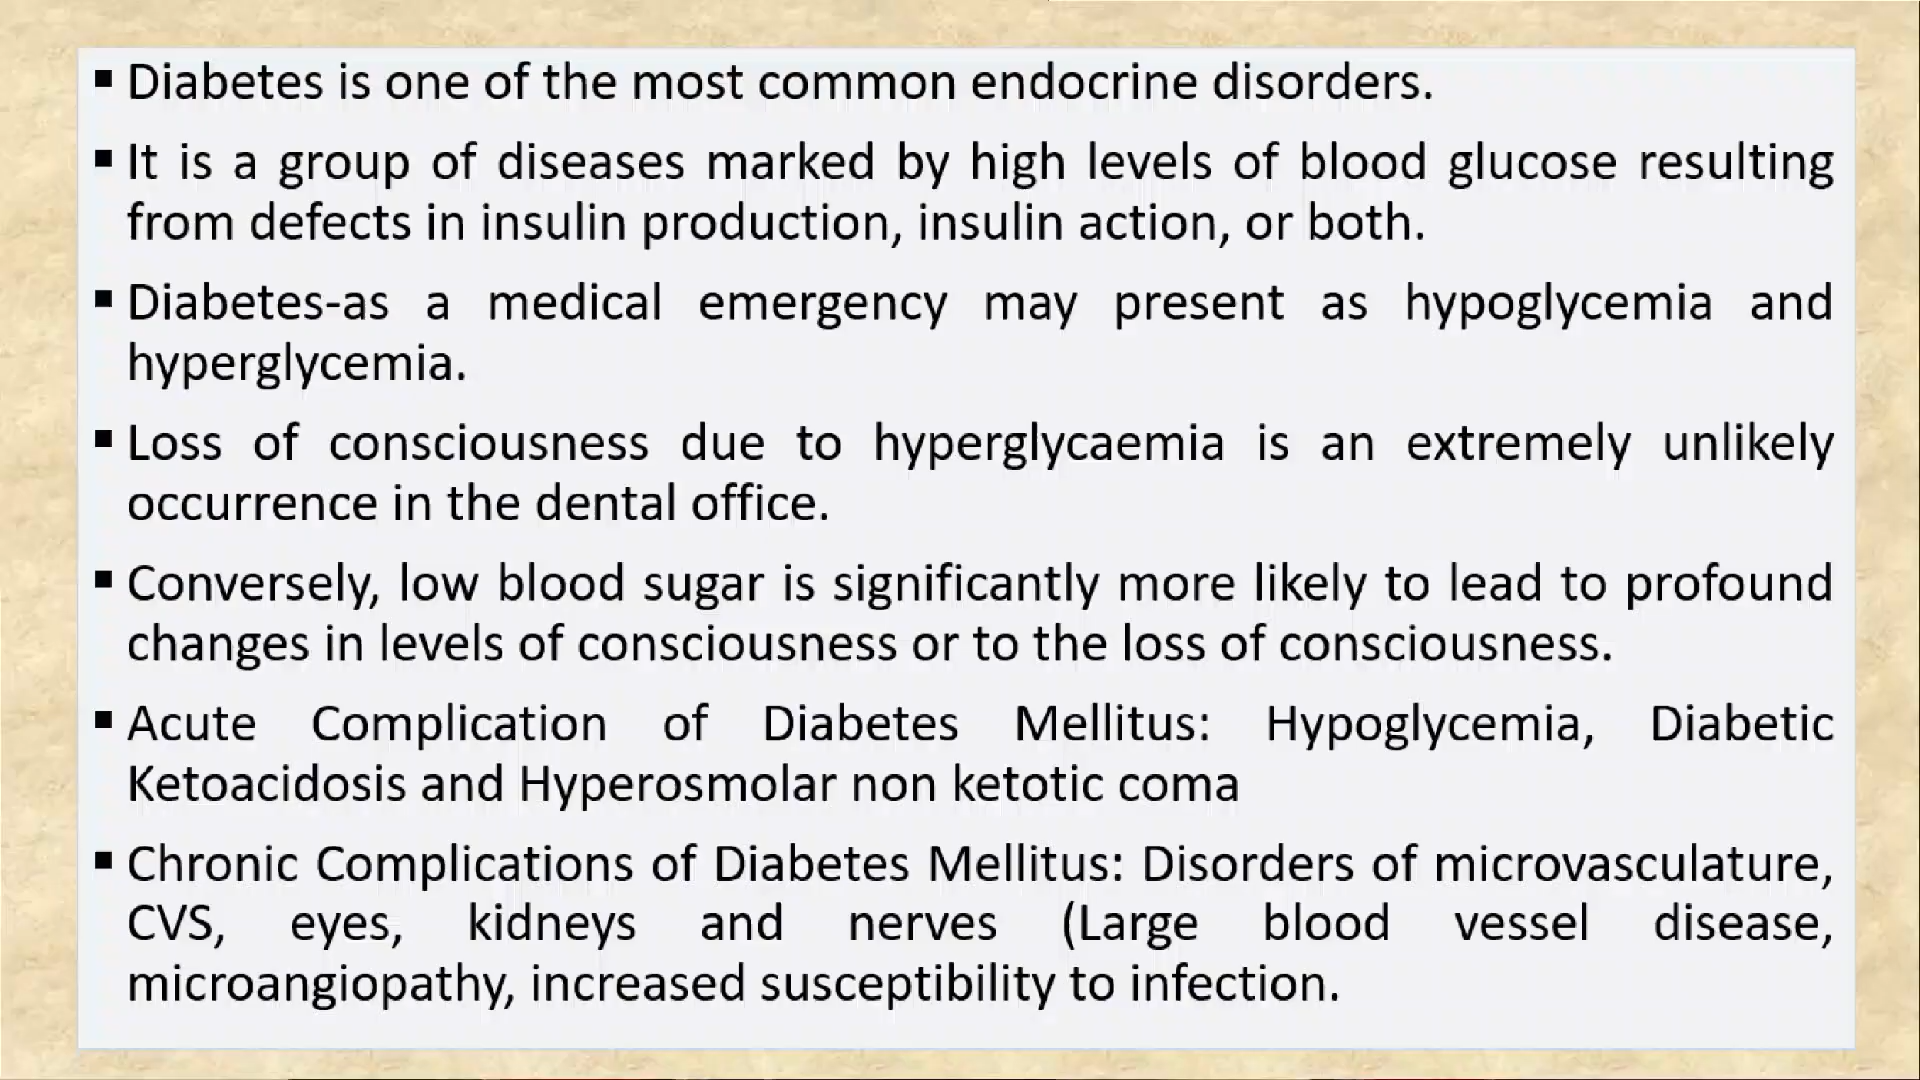 ▪ Diabetes is one of the most common endocrine disorders.
▪ It is a group of diseases marked by high levels of blood glucose resulting
from defects in insulin production, insulin action, or both.
▪ Diabetes-as a medical emergency may present as hypoglycemia and
hyperglycemia.
▪ Loss of consciousness due to hyperglycaemia is an extremely unlikely
occurrence in the dental office.
▪ Conversely, low blood sugar is significantly more likely to lead to profound
changes in levels of consciousness or to the loss of consciousness.
▪ Acute Complication of Diabetes Mellitus: Hypoglycemia, Diabetic
Ketoacidosis and Hyperosmolar non ketotic coma
▪ Chronic Complications of Diabetes Mellitus: Disorders of microvasculature,
CVS, eyes, kidneys and nerves (Large blood vessel disease,
microangiopathy, increased susceptibility to infection.